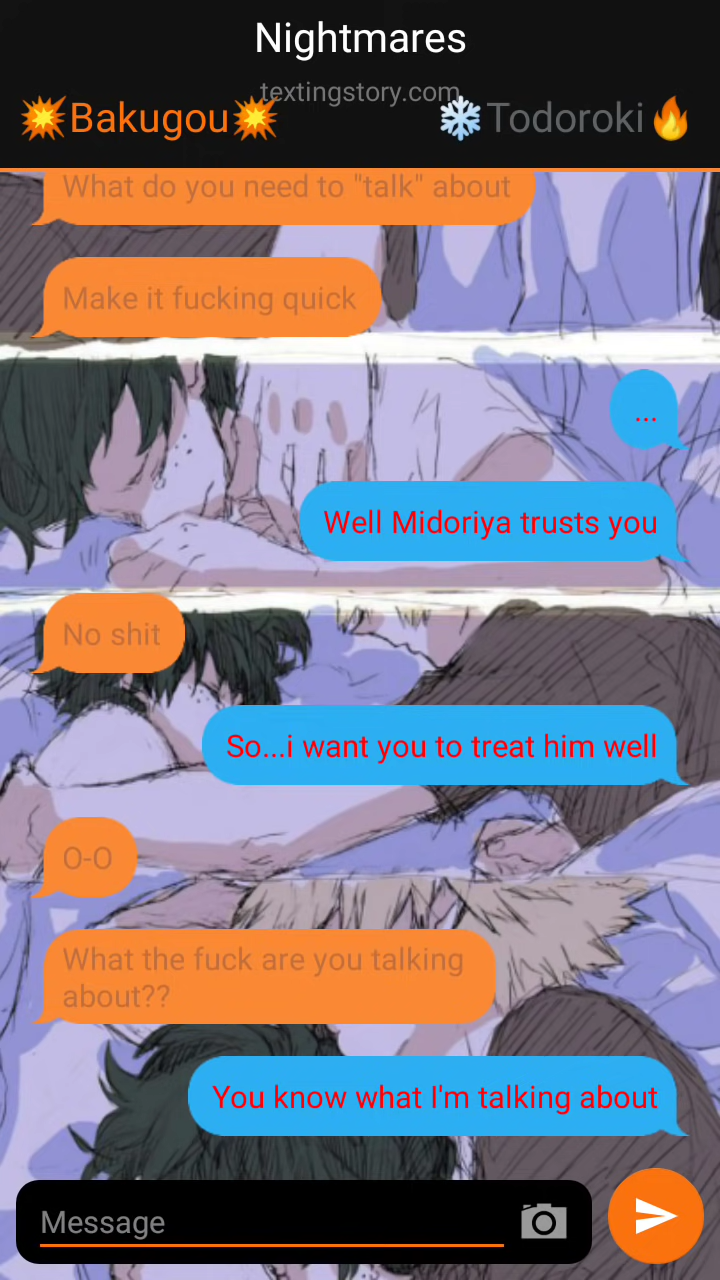 Nightmares
textingstory.com
💥Bakugou💥
❄Todoroki🔥
What do you need to "talk" about
Make it fucking quick
...
Well Midoriya trusts you
No shit
So...i want you to treat him well
O-O
What the fuck are you talking
about??
You know what I'm talking about
Message